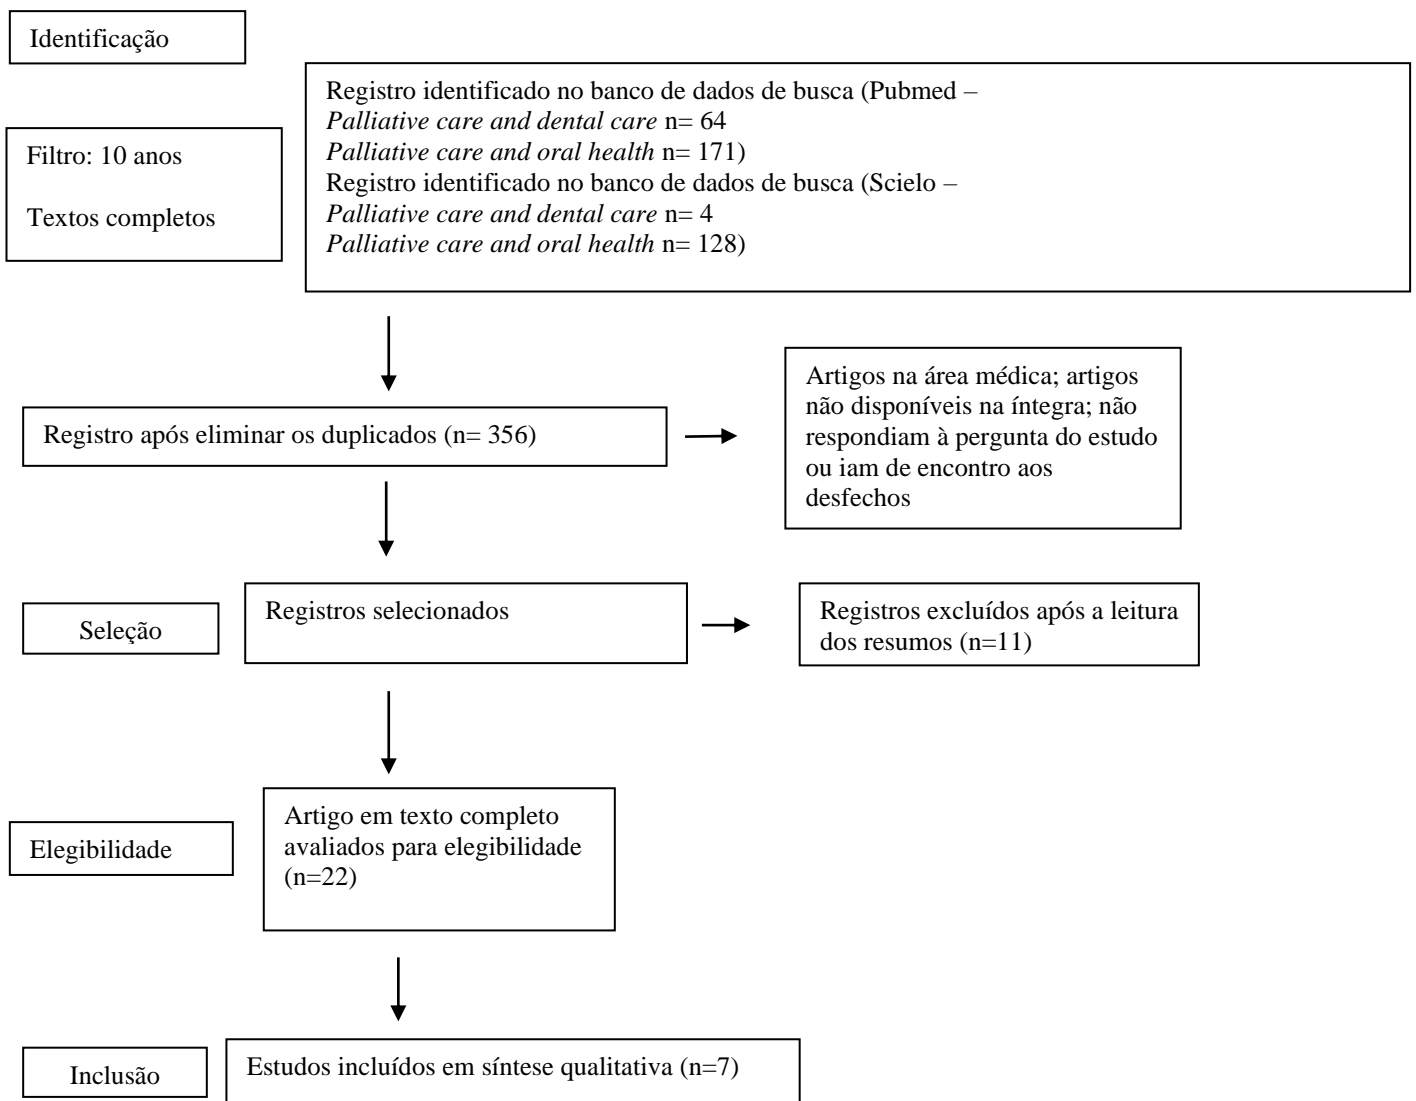 Identificação
Registro identificado no banco de dados de busca (Pubmed –
Palliative care and dental care n= 64
Palliative care and oral health n= 171)
Registro identificado no banco de dados de busca (Scielo –
Palliative care and dental care n= 4
Palliative care and oral health n= 128)
Filtro: 10 anos
Textos completos
Registro após eliminar os duplicados (n= 356)
Artigos na área médica; artigos
não disponíveis na íntegra; não
respondiam à pergunta do estudo
ou iam de encontro aos
desfechos
Seleção
Registros selecionados
Registros excluídos após a leitura
dos resumos (n=11)
Elegibilidade
Artigo em texto completo
avaliados para elegibilidade
(n=22)
Inclusão
Estudos incluídos em síntese qualitativa (n=7)